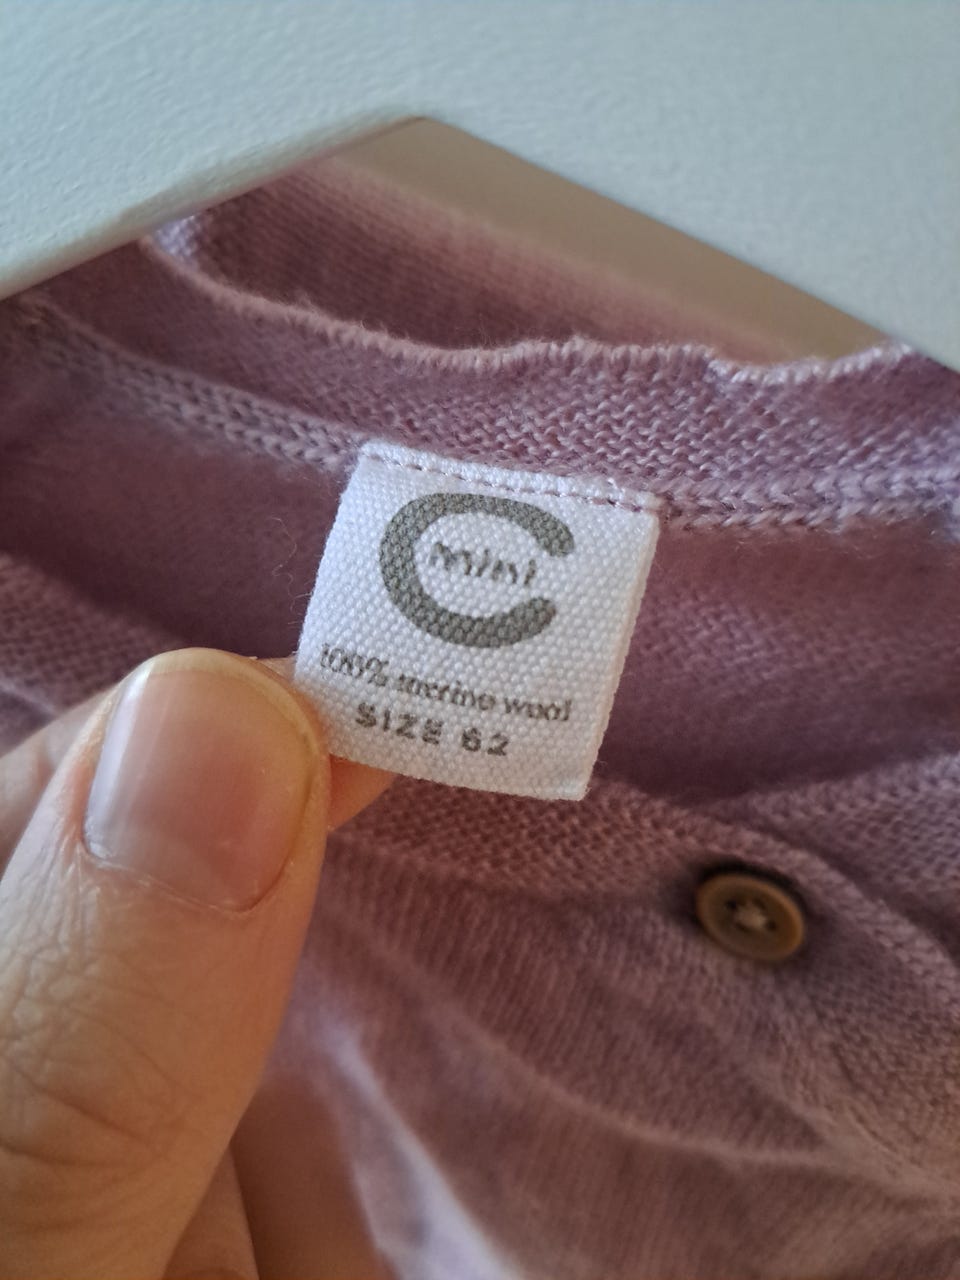 C
mini
100% merino wool
SIZE 62